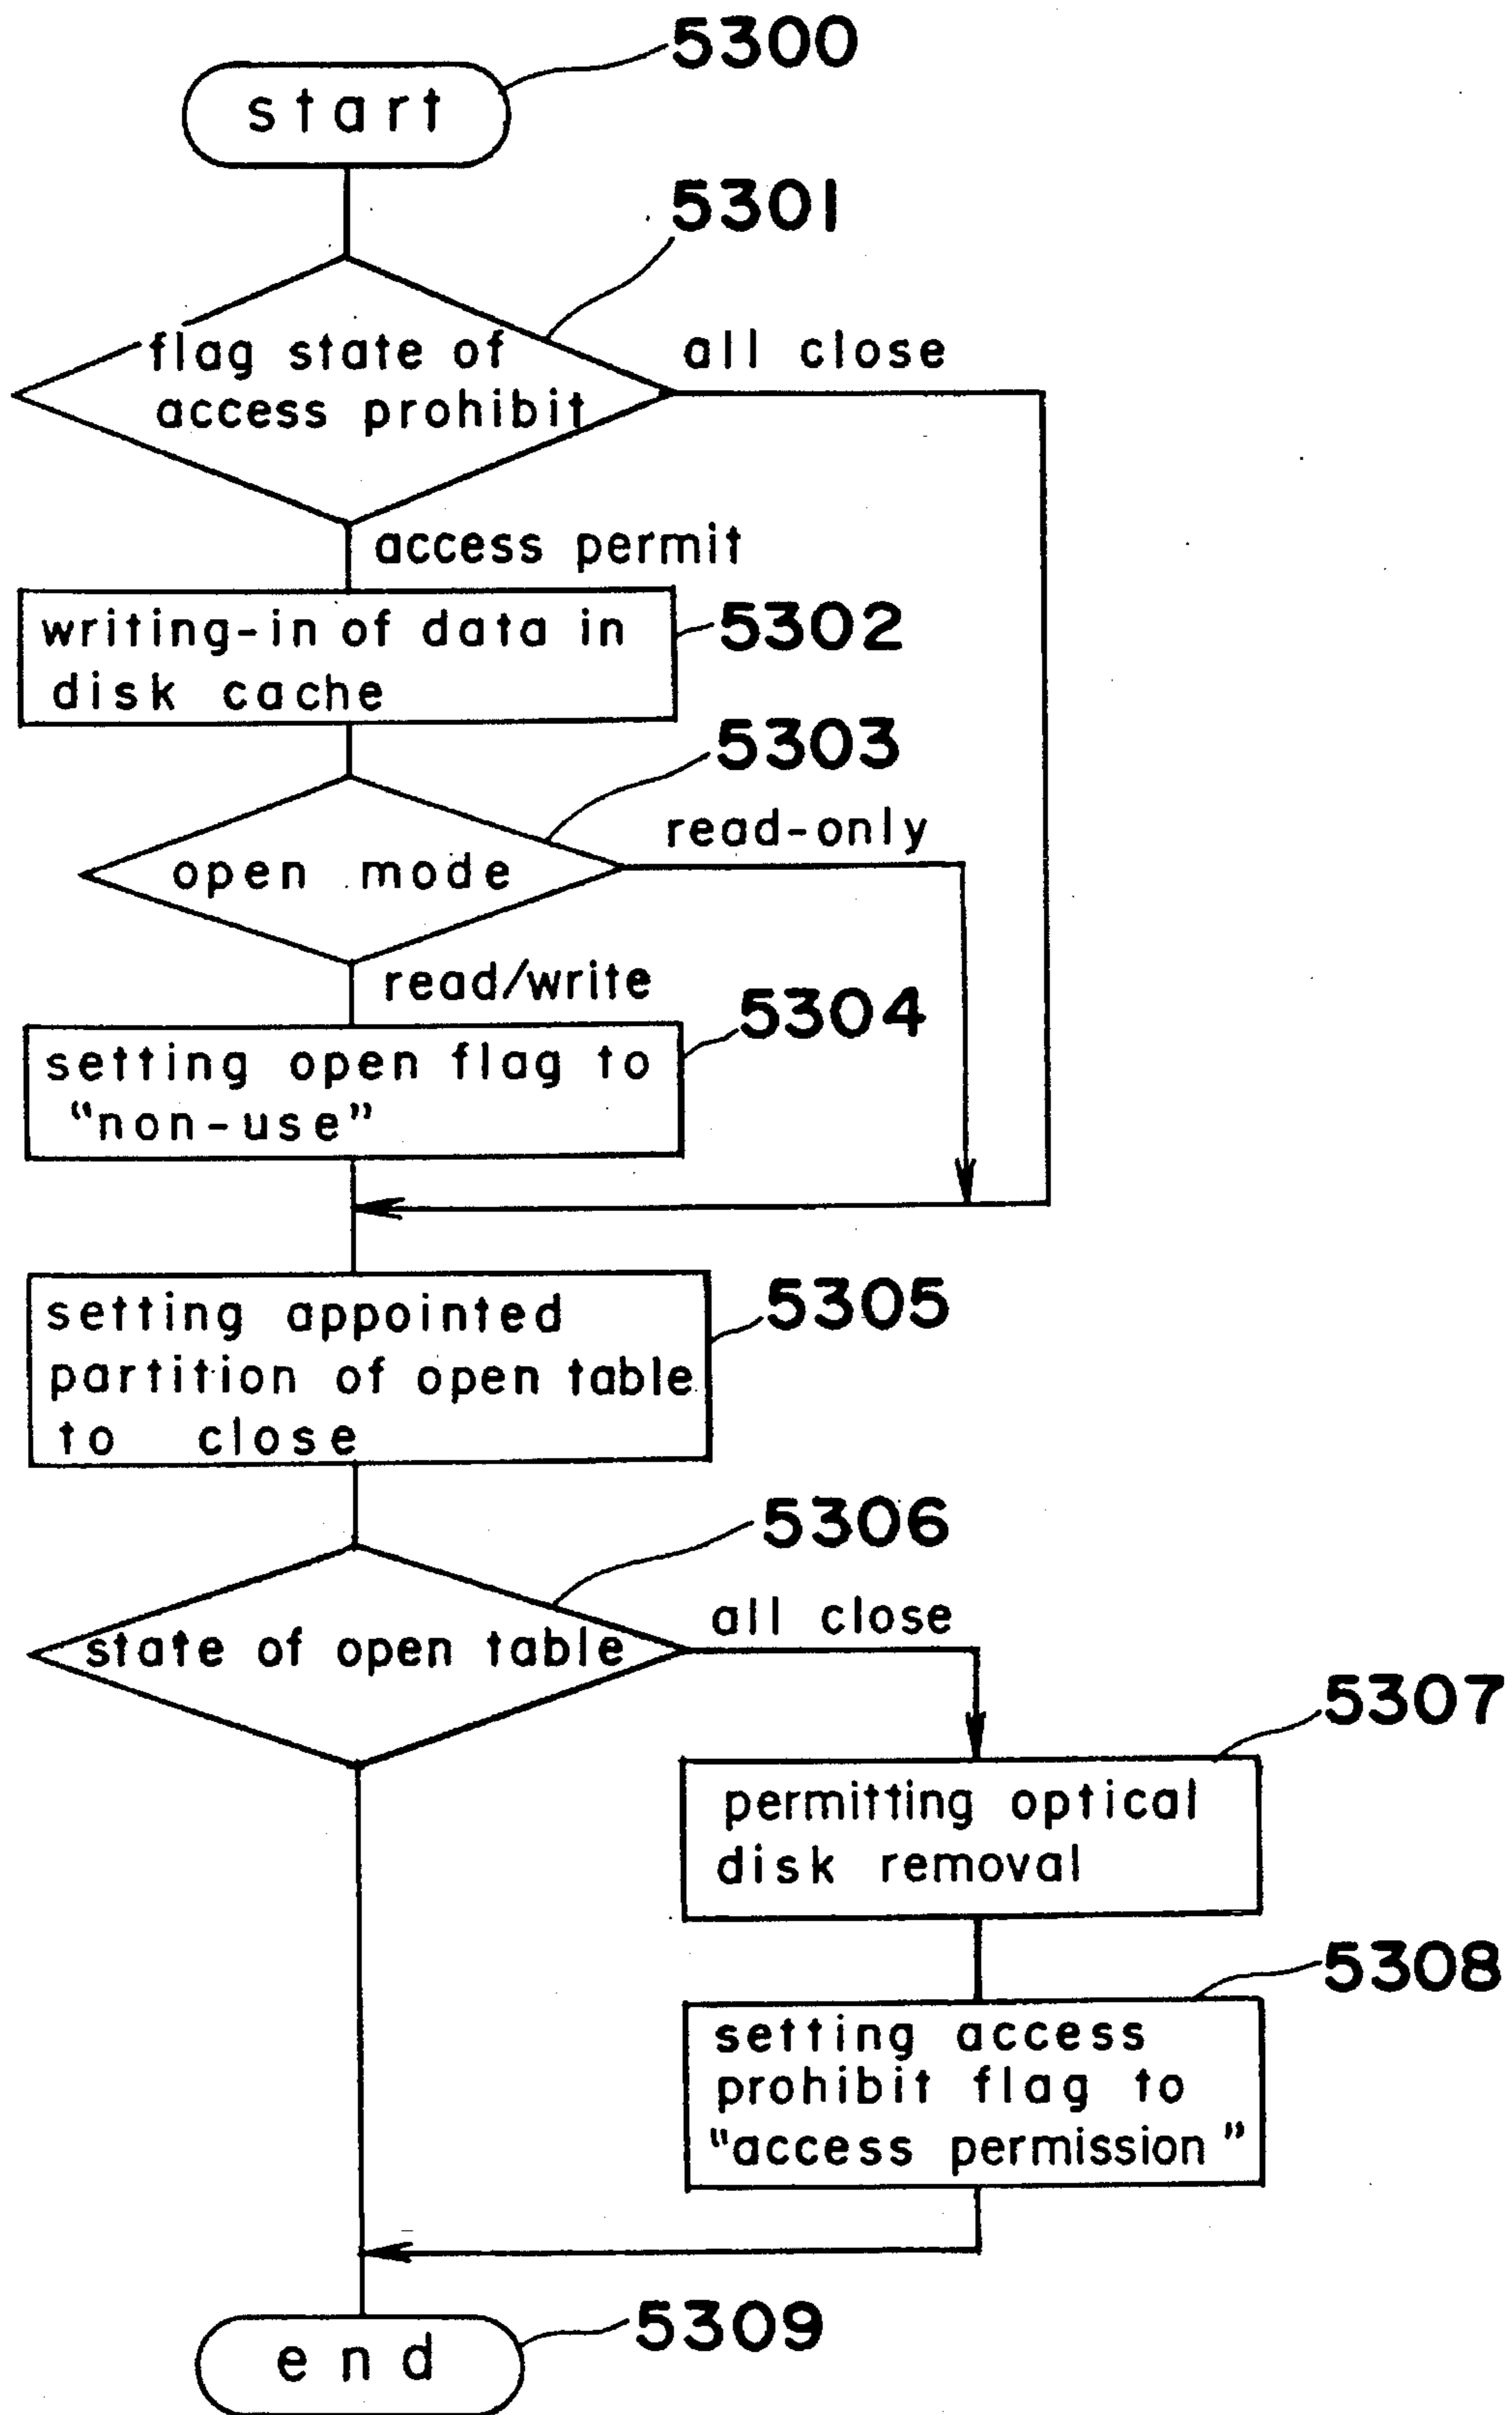 5300
start
5301
flag state of
access prohibit
all close
access permit
writing-in of data in
disk cache
5302
5303
open mode
read-only
read/write
5304
setting open flag to
“non-use”
5305
setting appointed
partition of open table
to close
5306
state of open table
all close
5307
permitting optical
disk removal
5308
setting access
prohibit flag to
“access permission”
5309
end